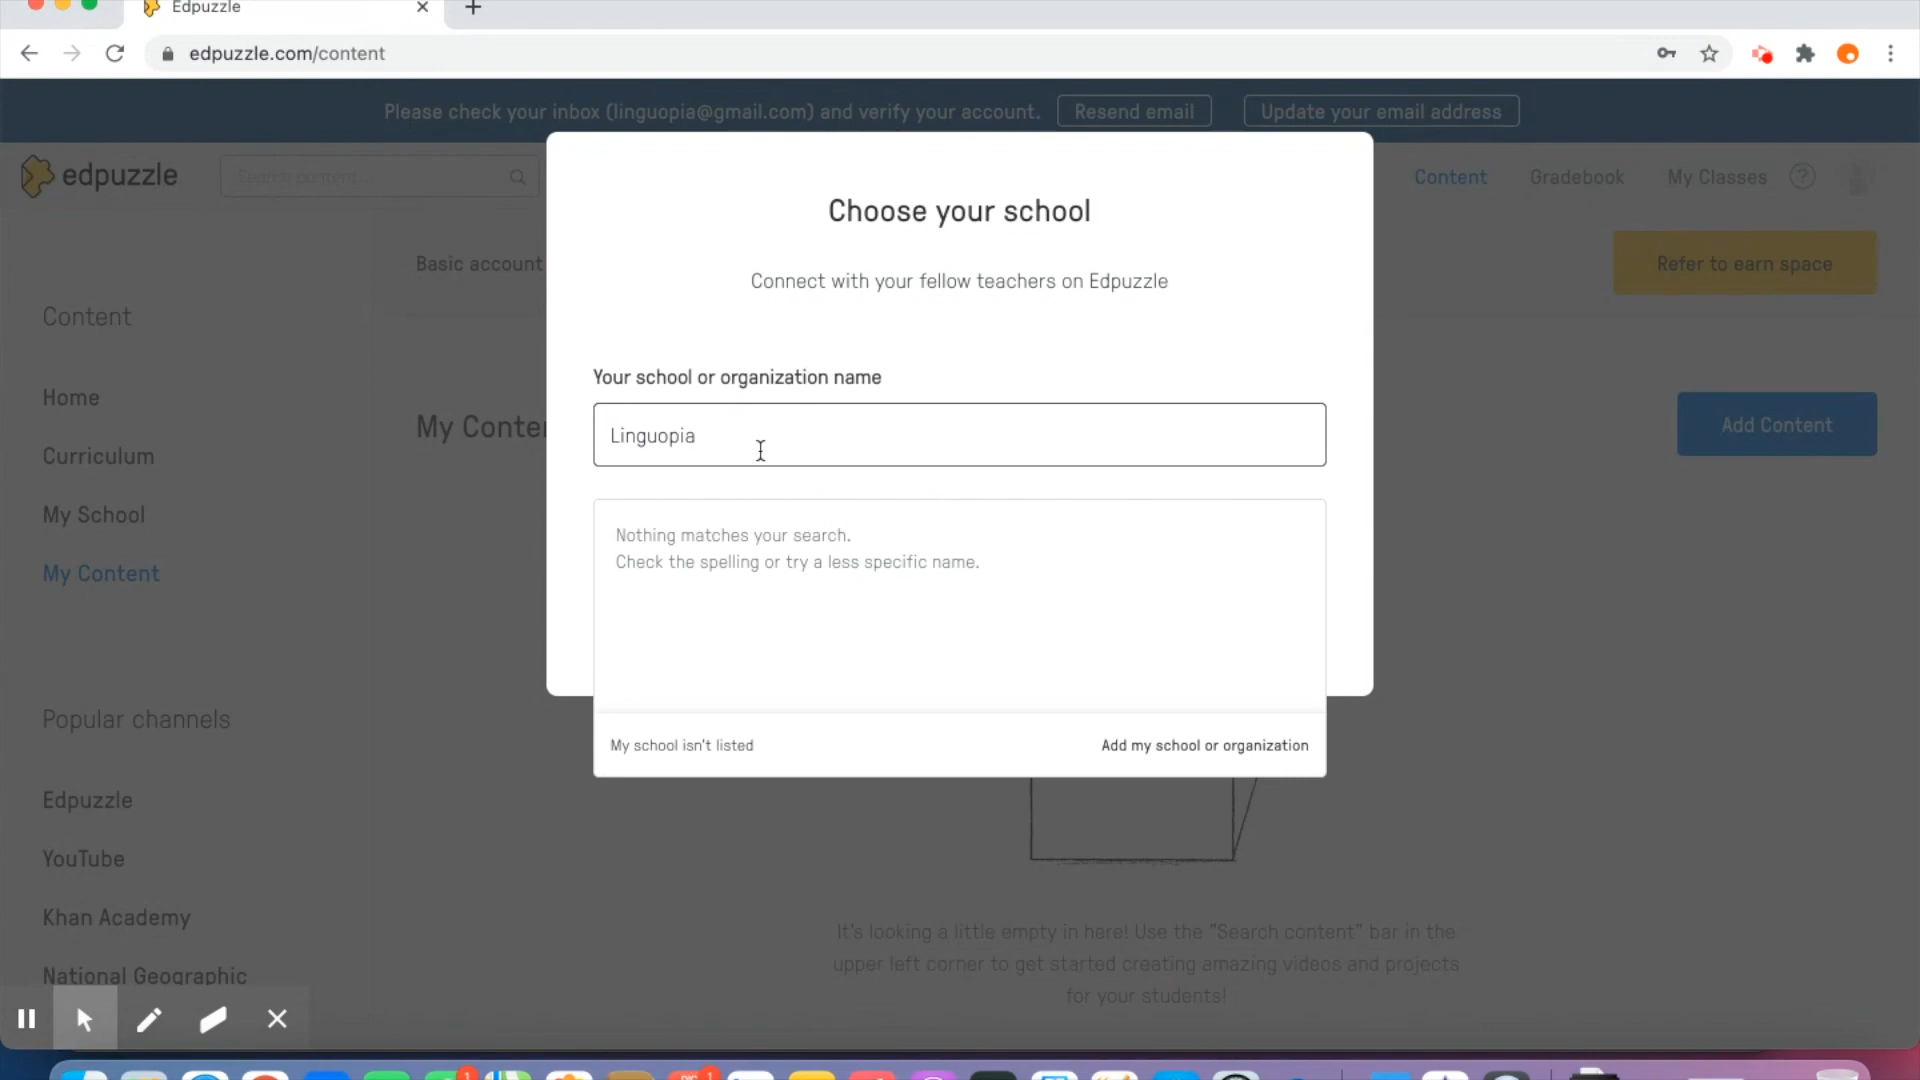 Edpuzzle
edpuzzle.com/content
Please check your inbox (linguopia@gmail.com) and verify your account.
Resend email
Update your email address
edpuzzle
Search content...
Content
Gradebook
My Classes
Choose your school
Connect with your fellow teachers on Edpuzzle
Basic account
Refer to earn space
Content
Your school or organization name
Home
Linguopia
My Conte
Add Content
Curriculum
My School
Nothing matches your search.
Check the spelling or try a less specific name.
My Content
Popular channels
My school isn't listed
Add my school or organization
Edpuzzle
YouTube
Khan Academy
It's looking a little empty in here! Use the "Search content" bar in the
upper left corner to get started creating amazing videos and projects
for your students!
National Geographic